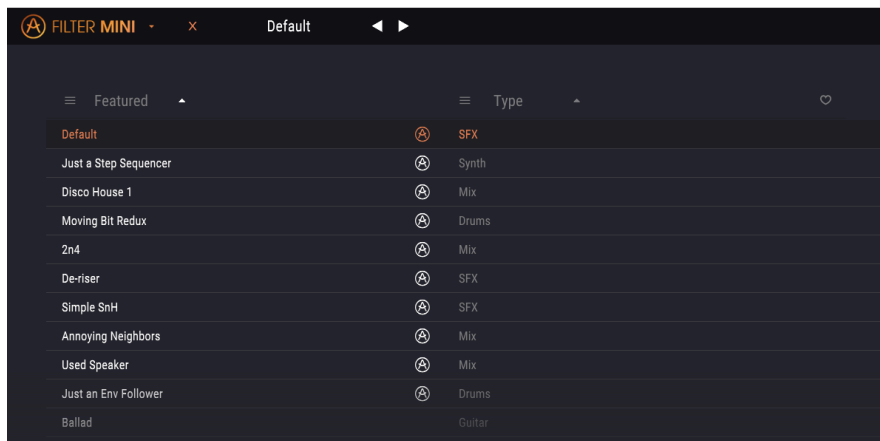 FILTER MINI X Default
Featured Type
Default SFX
Just a Step Sequencer Synth
Disco House 1 Mix
Moving Bit Redux Drums
2n4 Mix
De-riser SFX
Simple SnH SFX
Annoying Neighbors Mix
Used Speaker Mix
Just an Env Follower Drums
Ballad Guitar